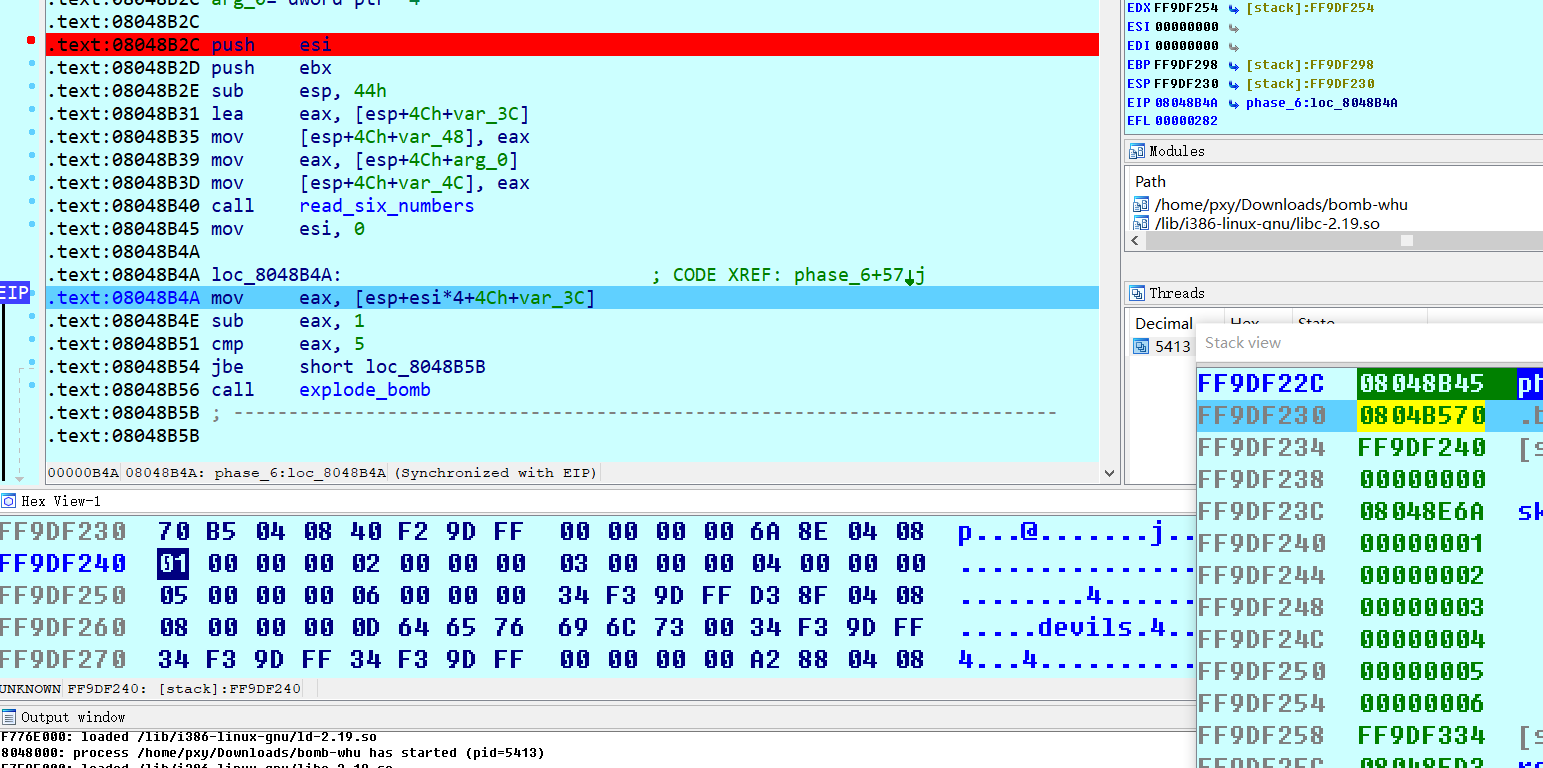 .text:08048B2C arg_0= dword ptr 4
.text:08048B2C
.text:08048B2C push esi
.text:08048B2D push ebx
.text:08048B2E sub esp, 44h
.text:08048B31 lea eax, [esp+4Ch+var_3C]
.text:08048B35 mov [esp+4Ch+var_48], eax
.text:08048B39 mov eax, [esp+4Ch+arg_0]
.text:08048B3D mov [esp+4Ch+var_4C], eax
.text:08048B40 call read_six_numbers
.text:08048B45 mov esi, 0
.text:08048B4A
.text:08048B4A loc_8048B4A: ; CODE XREF: phase_6+57↓j
EIP .text:08048B4A mov eax, [esp+esi*4+4Ch+var_3C]
.text:08048B4E sub eax, 1
.text:08048B51 cmp eax, 5
.text:08048B54 jbe short loc_8048B5B
.text:08048B56 call explode_bomb
.text:08048B5B ; ---------------------------------------------------------------------------
.text:08048B5B
00000B4A 08048B4A: phase_6:loc_8048B4A (Synchronized with EIP)
EDX FF9DF254 [stack]:FF9DF254
ESI 00000000
EDI 00000000
EBP FF9DF298 [stack]:FF9DF298
ESP FF9DF230 [stack]:FF9DF230
EIP 08048B4A phase_6:loc_8048B4A
EFL 00000282
Modules
Path
/home/pxy/Downloads/bomb-whu
/lib/i386-linux-gnu/libc-2.19.so
Threads
Decimal Hex State
5413
Stack view
FF9DF22C 08048B45 ph
FF9DF230 0804B570 .b
FF9DF234 FF9DF240 [s
FF9DF238 00000000
FF9DF23C 08048E6A sk
FF9DF240 00000001
FF9DF244 00000002
FF9DF248 00000003
FF9DF24C 00000004
FF9DF250 00000005
FF9DF254 00000006
FF9DF258 FF9DF334 [s
FF9DF25C 08048FD3
Hex View-1
FF9DF230 70 B5 04 08 40 F2 9D FF 00 00 00 00 6A 8E 04 08 p...@.......j..
FF9DF240 01 00 00 00 02 00 00 00 03 00 00 00 04 00 00 00 ...............
FF9DF250 05 00 00 00 06 00 00 00 34 F3 9D FF D3 8F 04 08 ........4......
FF9DF260 08 00 00 00 0D 64 65 76 69 6C 73 00 34 F3 9D FF .....devils.4..
FF9DF270 34 F3 9D FF 34 F3 9D FF 00 00 00 00 A2 88 04 08 4...4..........
UNKNOWN FF9DF240: [stack]:FF9DF240
Output window
F776E000: loaded /lib/i386-linux-gnu/ld-2.19.so
8048000: process /home/pxy/Downloads/bomb-whu has started (pid=5413)